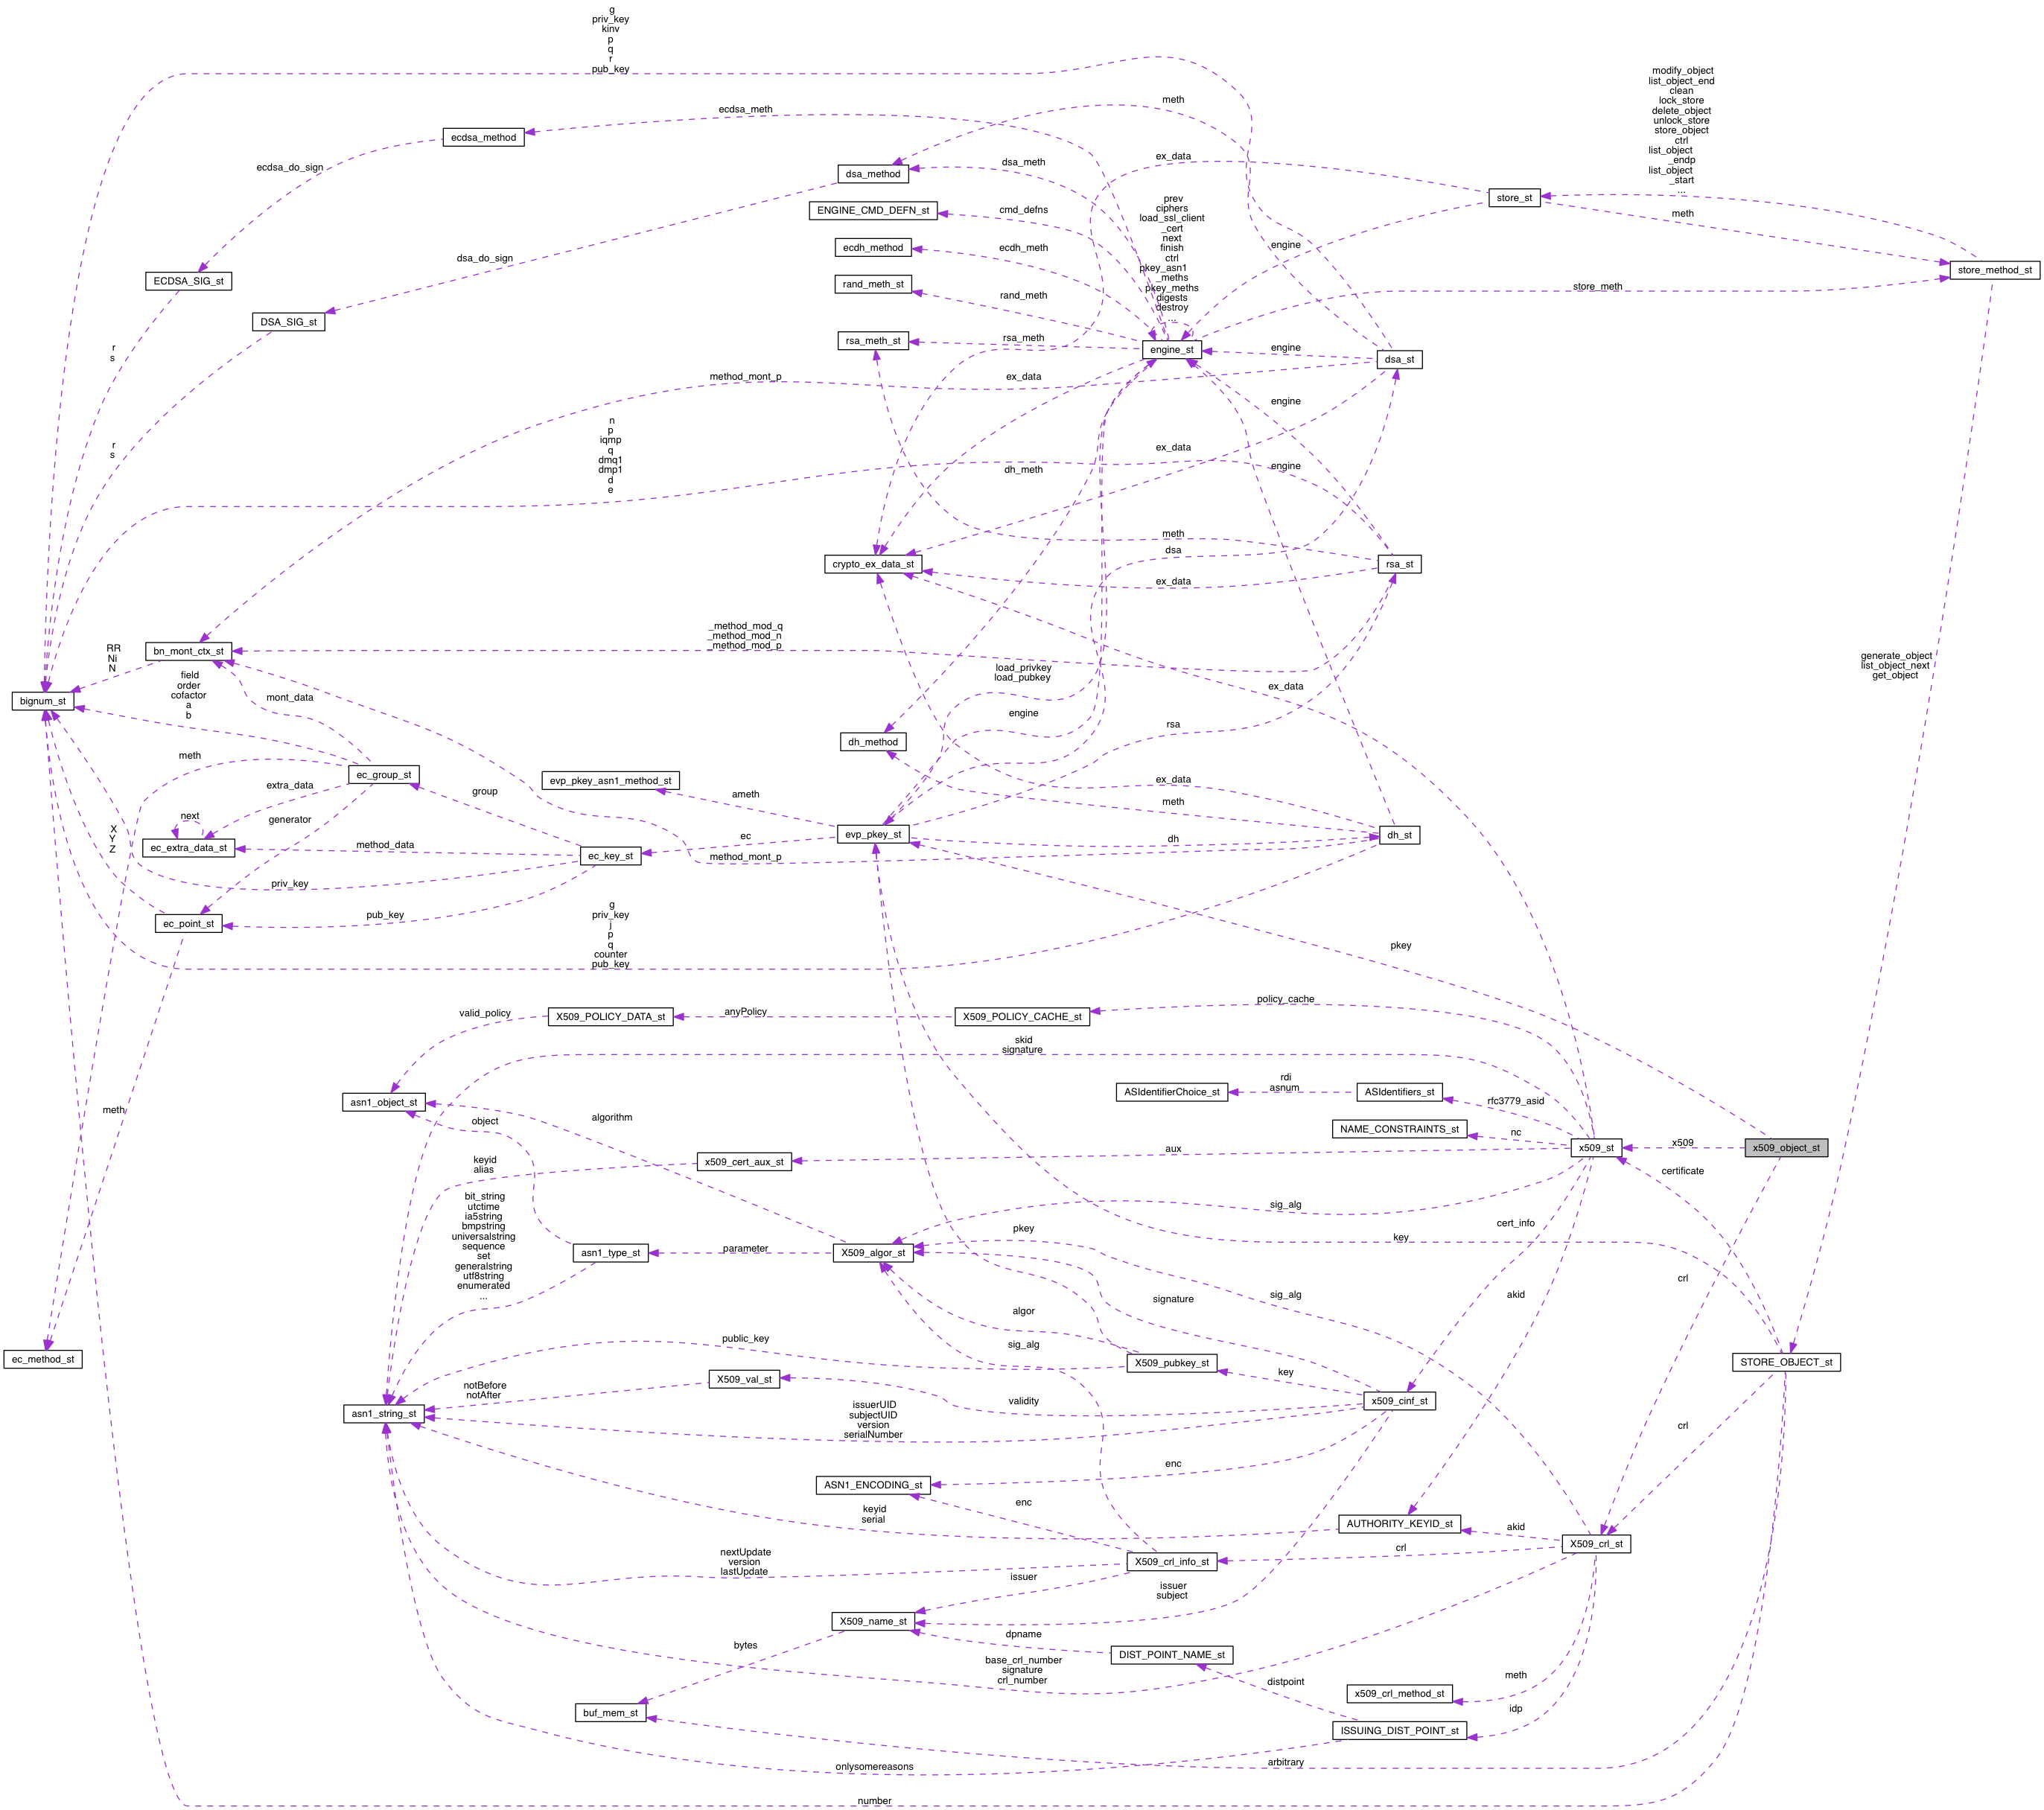 g
priv_key
kinv
p
q
r
pub_key
modify_object
list_object_end
clean
lock_store
delete_object
unlock_store
store_object
ctrl
list_object
_endp
list_object
_start
...
meth
ecdsa_meth
ecdsa_method
ecdsa_do_sign
dsa_meth
ex_data
dsa_method
store_st
ENGINE_CMD_DEFN_st
cmd_defns
prev
ciphers
load_ssl_client
_cert
next
finish
ctrl
pkey_asn1
_meths
pkey_meths
digests
destroy
...
meth
ecdh_method
ecdh_meth
engine
dsa_do_sign
store_method_st
ECDSA_SIG_st
rand_meth_st
rand_meth
store_meth
DSA_SIG_st
rsa_meth_st
rsa_meth
engine_st
engine
dsa_st
r
s
method_mont_p
ex_data
engine
r
s
n
p
iqmp
q
dmq1
dmp1
d
e
dh_meth
ex_data
engine
meth
dsa
crypto_ex_data_st
ex_data
rsa_st
_method_mod_q
_method_mod_n
_method_mod_p
RR
Ni
N
bn_mont_ctx_st
load_privkey
load_pubkey
generate_object
list_object_next
get_object
field
order
cofactor
a
b
bignum_st
mont_data
ex_data
engine
rsa
dh_method
meth
ec_group_st
evp_pkey_asn1_method_st
extra_data
group
ameth
ex_data
meth
next
generator
X
Y
Z
ec_extra_data_st
method_data
ec_key_st
ec
evp_pkey_st
dh
dh_st
method_mont_p
priv_key
ec_point_st
pub_key
g
priv_key
j
p
q
counter
pub_key
pkey
policy_cache
valid_policy
X509_POLICY_DATA_st
anyPolicy
X509_POLICY_CACHE_st
skid
signature
rdi
asnum
asn1_object_st
ASIdentifierChoice_st
ASIdentifiers_st
rfc3779_asid
meth
object
algorithm
NAME_CONSTRAINTS_st
nc
x509_st
x509
x509_object_st
keyid
alias
x509_cert_aux_st
aux
certificate
bit_string
utctime
ia5string
bmpstring
universalstring
sequence
set
generalstring
utf8string
enumerated
...
sig_alg
cert_info
pkey
key
asn1_type_st
parameter
X509_algor_st
crl
signature
sig_alg
akid
algor
public_key
sig_alg
ec_method_st
X509_pubkey_st
STORE_OBJECT_st
X509_val_st
key
notBefore
notAfter
validity
x509_cinf_st
asn1_string_st
issuerUID
subjectUID
version
serialNumber
crl
enc
ASN1_ENCODING_st
enc
keyid
serial
AUTHORITY_KEYID_st
akid
X509_crl_st
nextUpdate
version
lastUpdate
X509_crl_info_st
crl
issuer
issuer
subject
X509_name_st
dpname
bytes
DIST_POINT_NAME_st
base_crl_number
signature
crl_number
distpoint
meth
x509_crl_method_st
idp
buf_mem_st
ISSUING_DIST_POINT_st
onlysomereasons
arbitrary
number